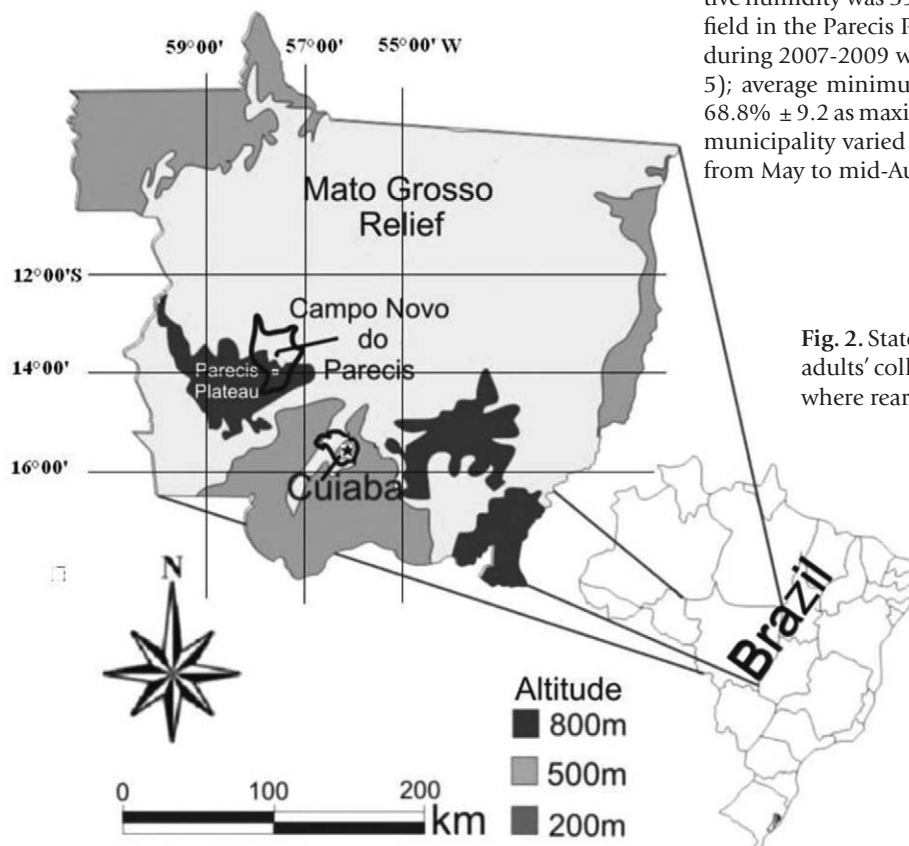 tive humidity was
field in the Parecis
during 2007-2009
5); average minimu
68.8% ± 9.2 as maxi
municipality varied
from May to mid-Au
59°00' 57°00' 55°00' W
Mato Grosso
Relief
12°00'S
Campo Novo
do
Parecis
Parecis
Plateau
14°00'
16°00'
Cuiaba
Fig. 2. State
adults' coll
where rear
N
Brazil
Altitude
800m
500m
200m
0 100 200
km